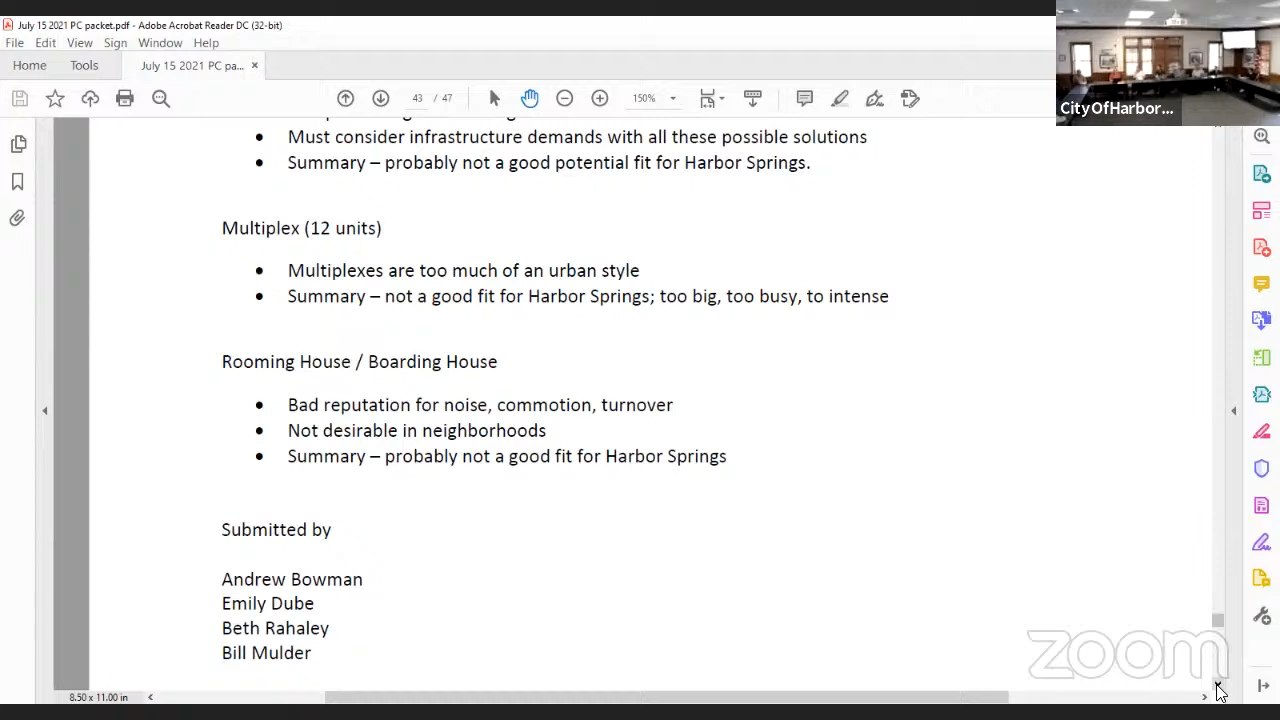 July 15 2021 PC packet.pdf - Adobe Acrobat Reader DC (32-bit)
File Edit View Sign Window Help
Home Tools July 15 2021 PC pa... ×
43 / 47 150%
CityOfHarbor...
• Must consider infrastructure demands with all these possible solutions
• Summary – probably not a good potential fit for Harbor Springs.
Multiplex (12 units)
• Multiplexes are too much of an urban style
• Summary – not a good fit for Harbor Springs; too big, too busy, to intense
Rooming House / Boarding House
• Bad reputation for noise, commotion, turnover
• Not desirable in neighborhoods
• Summary – probably not a good fit for Harbor Springs
Submitted by
Andrew Bowman
Emily Dube
Beth Rahaley
Bill Mulder
zoom
8.50 x 11.00 in